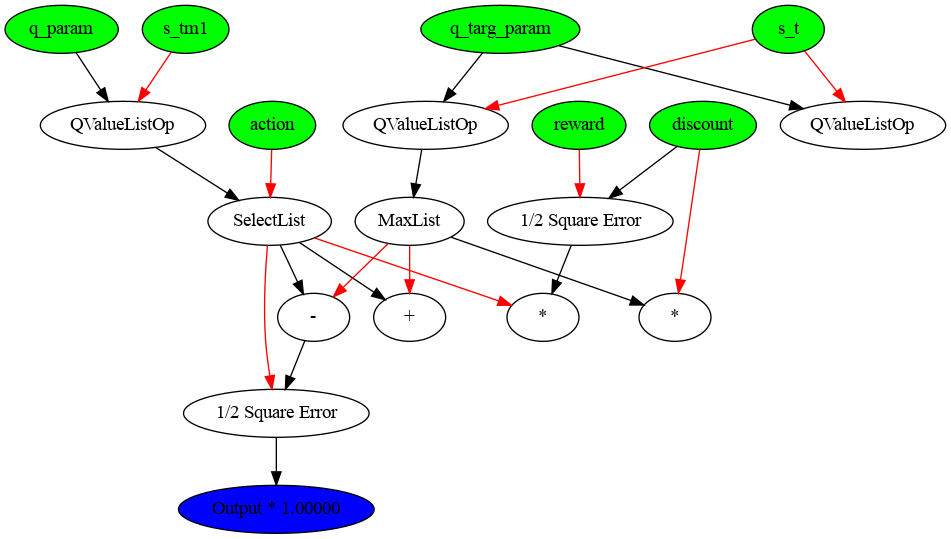 q_param
s_tm1
q_targ_param
s_t
QValueListOp
action
QValueListOp
reward
discount
QValueListOp
SelectList
MaxList
1/2 Square Error
-
+
*
*
1/2 Square Error
Output * 1.00000